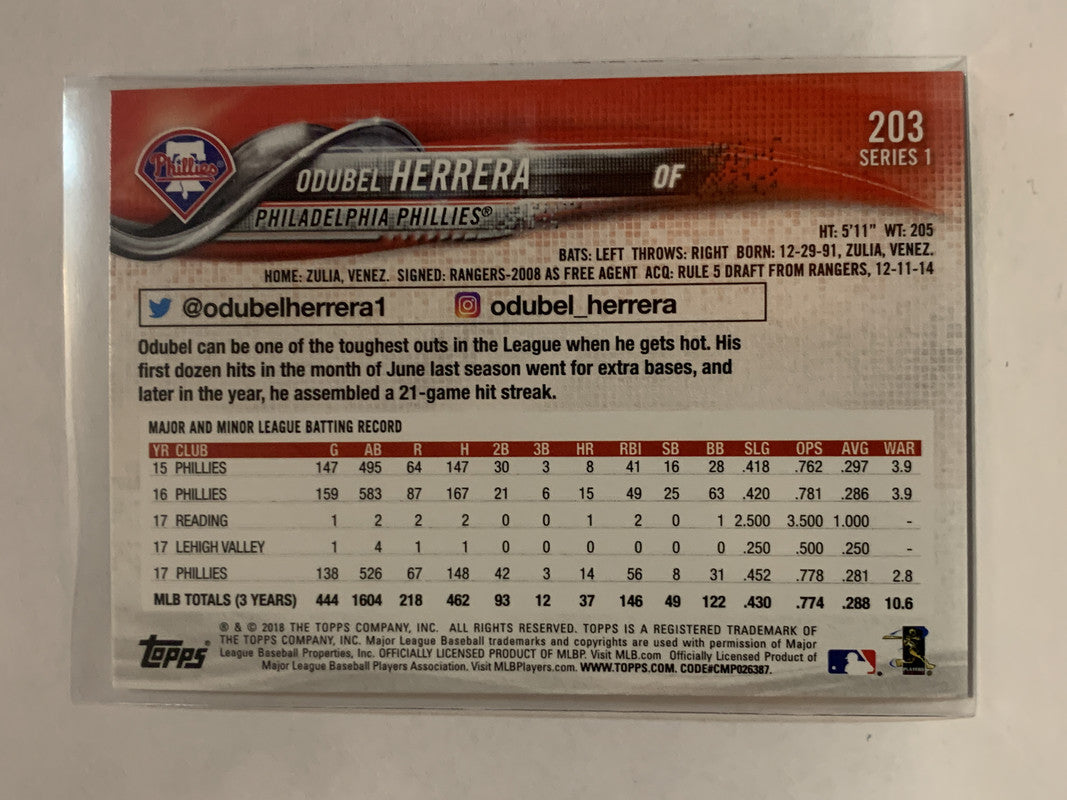 203
SERIES 1
Phillies
ODUBEL HERRERA OF
PHILADELPHIA PHILLIES®
HT: 5'11" WT: 205
BATS: LEFT THROWS: RIGHT BORN: 12-29-91, ZULIA, VENEZ.
HOME: ZULIA, VENEZ. SIGNED: RANGERS-2008 AS FREE AGENT ACQ: RULE 5 DRAFT FROM RANGERS, 12-11-14
@odubelherrera1 odubel_herrera
Odubel can be one of the toughest outs in the League when he gets hot. His
first dozen hits in the month of June last season went for extra bases, and
later in the year, he assembled a 21-game hit streak.
MAJOR AND MINOR LEAGUE BATTING RECORD
YR CLUB G AB R H 2B 3B HR RBI SB BB SLG OPS AVG WAR
15 PHILLIES 147 495 64 147 30 3 8 41 16 28 .418 .762 .297 3.9
16 PHILLIES 159 583 87 167 21 6 15 49 25 63 .420 .781 .286 3.9
17 READING 1 2 2 2 0 0 1 2 0 1 2.500 3.500 1.000 -
17 LEHIGH VALLEY 1 4 1 1 0 0 0 0 0 0 .250 .500 .250 -
17 PHILLIES 138 526 67 148 42 3 14 56 8 31 .452 .778 .281 2.8
MLB TOTALS (3 YEARS) 444 1604 218 462 93 12 37 146 49 122 .430 .774 .288 10.6
® & © 2018 THE TOPPS COMPANY, INC. ALL RIGHTS RESERVED. TOPPS IS A REGISTERED TRADEMARK OF
THE TOPPS COMPANY, INC. Major League Baseball trademarks and copyrights are used with permission of Major
League Baseball Properties, Inc. OFFICIALLY LICENSED PRODUCT OF MLBP. Visit MLB.com Officially Licensed Product of
Major League Baseball Players Association. Visit MLBPlayers.com. WWW.TOPPS.COM. CODE#CMP026387.
TOPPS
PLAYERS